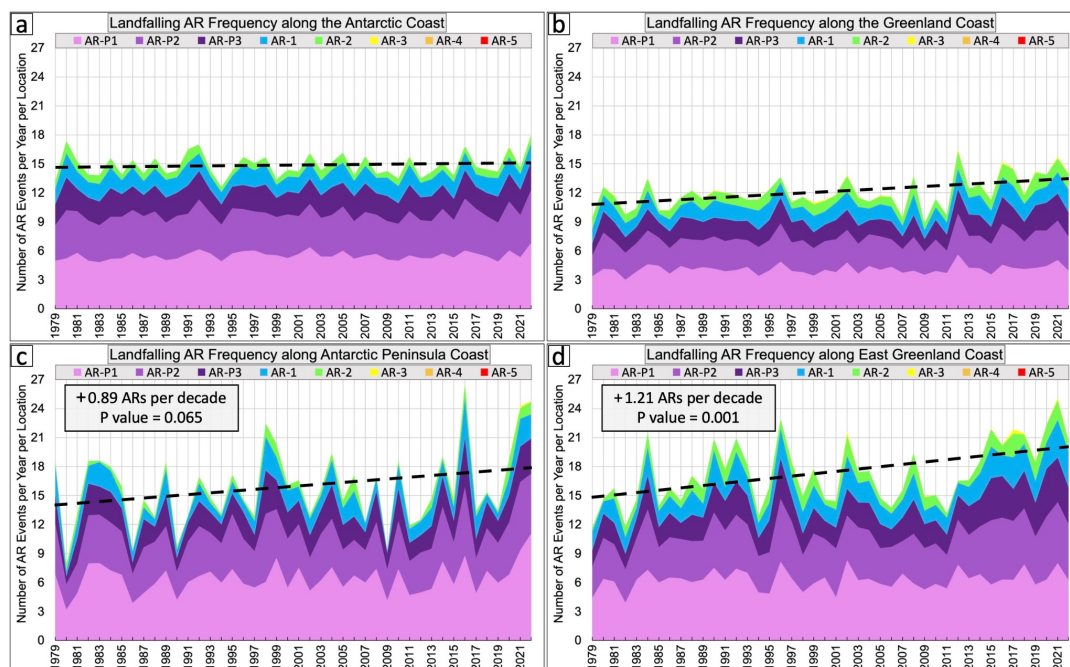 a
Landfalling AR Frequency along the Antarctic Coast
AR-P1 AR-P2 AR-P3 AR-1 AR-2 AR-3 AR-4 AR-5
Number of AR Events per Year per Location
27
24
21
18
15
12
9
6
3
0
1979 1981 1983 1985 1987 1989 1991 1993 1995 1997 1999 2001 2003 2005 2007 2009 2011 2013 2015 2017 2019 2021
b
Landfalling AR Frequency along the Greenland Coast
AR-P1 AR-P2 AR-P3 AR-1 AR-2 AR-3 AR-4 AR-5
Number of AR Events per Year per Location
27
24
21
18
15
12
9
6
3
0
1979 1981 1983 1985 1987 1989 1991 1993 1995 1997 1999 2001 2003 2005 2007 2009 2011 2013 2015 2017 2019 2021
c
Landfalling AR Frequency along Antarctic Peninsula Coast
AR-P1 AR-P2 AR-P3 AR-1 AR-2 AR-3 AR-4 AR-5
+0.89 ARs per decade
P value = 0.065
Number of AR Events per Year per Location
27
24
21
18
15
12
9
6
3
0
1979 1981 1983 1985 1987 1989 1991 1993 1995 1997 1999 2001 2003 2005 2007 2009 2011 2013 2015 2017 2019 2021
d
Landfalling AR Frequency along East Greenland Coast
AR-P1 AR-P2 AR-P3 AR-1 AR-2 AR-3 AR-4 AR-5
+1.21 ARs per decade
P value = 0.001
Number of AR Events per Year per Location
27
24
21
18
15
12
9
6
3
0
1979 1981 1983 1985 1987 1989 1991 1993 1995 1997 1999 2001 2003 2005 2007 2009 2011 2013 2015 2017 2019 2021